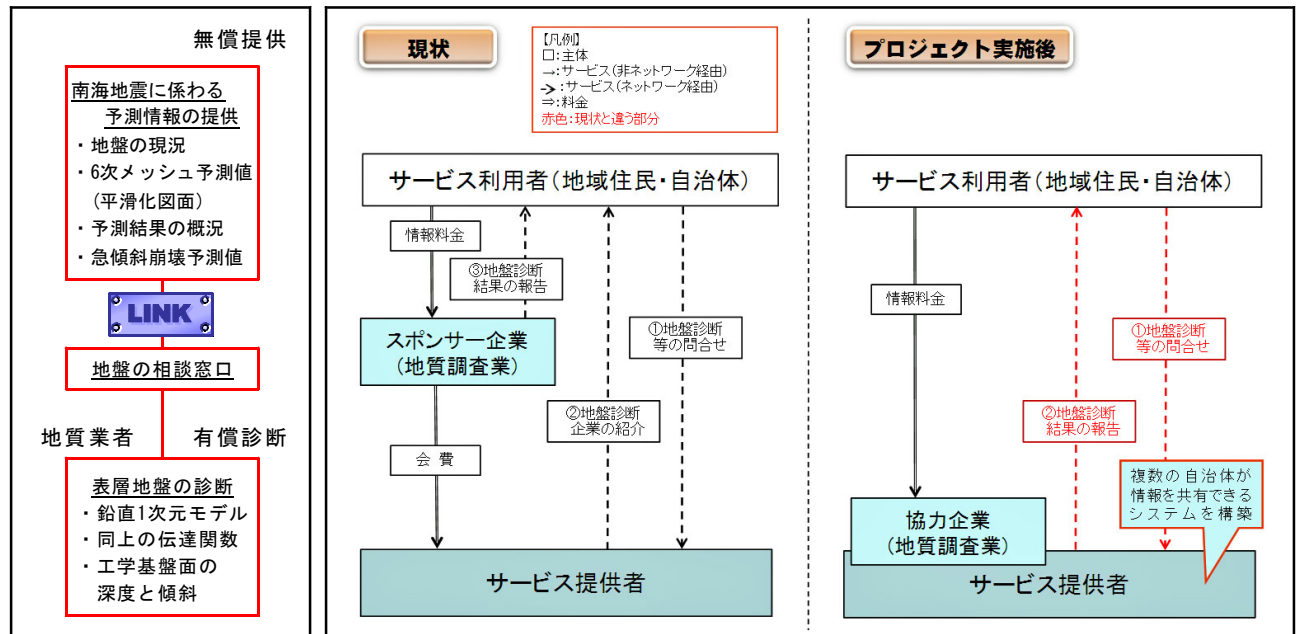 無償提供
南海地震に係わる
予測情報の提供
・地盤の現況
・6次メッシュ予測値
(平滑化図面)
・予測結果の概況
・急傾斜崩壊予測値
LINK
地盤の相談窓口
地質業者 有償診断
表層地盤の診断
・鉛直1次元モデル
・同上の伝達関数
・工学基盤面の
深度と傾斜
現状
【凡例】
□:主体
→:サービス(非ネットワーク経由)
->:サービス(ネットワーク経由)
⇒:料金
赤色:現状と違う部分
サービス利用者(地域住民・自治体)
情報料金
③地盤診断
結果の報告
スポンサー企業
(地質調査業)
①地盤診断
等の問合せ
②地盤診断
企業の紹介
会費
サービス提供者
プロジェクト実施後
サービス利用者(地域住民・自治体)
情報料金
①地盤診断
等の問合せ
②地盤診断
結果の報告
複数の自治体が
情報を共有できる
システムを構築
協力企業
(地質調査業)
サービス提供者